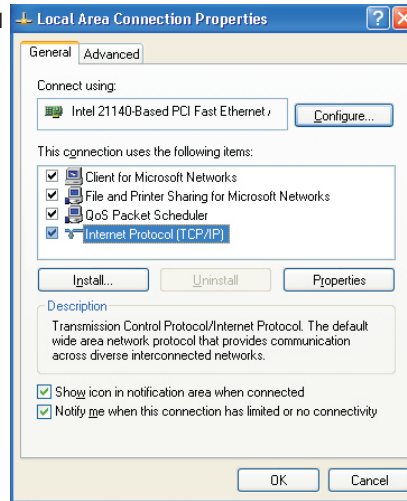 Local Area Connection Properties
General Advanced
Connect using:
Intel 21140-Based PCI Fast Ethernet
Configure...
This connection uses the following items:
Client for Microsoft Networks
File and Printer Sharing for Microsoft Networks
QoS Packet Scheduler
Internet Protocol (TCP/IP)
Install... Uninstall Properties
Description
Transmission Control Protocol/Internet Protocol. The default
wide area network protocol that provides communication
across diverse interconnected networks.
Show icon in notification area when connected
Notify me when this connection has limited or no connectivity
OK Cancel